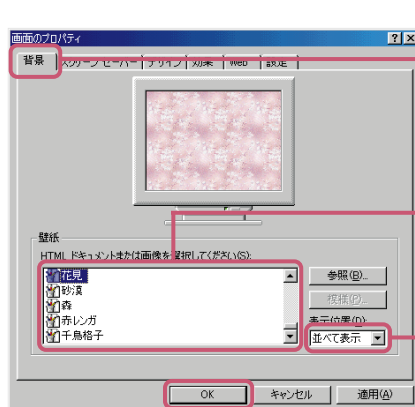 画面のプロパティ
背景 スクリーン セーバー デザイン 効果 Web 設定
壁紙
HTML ドキュメントまたは画像を選択してください(S):
花見
砂漠
森
赤レンガ
千鳥格子
参照(B)...
模様(P)...
表示位置(D):
並べて表示
OK キャンセル 適用(A)